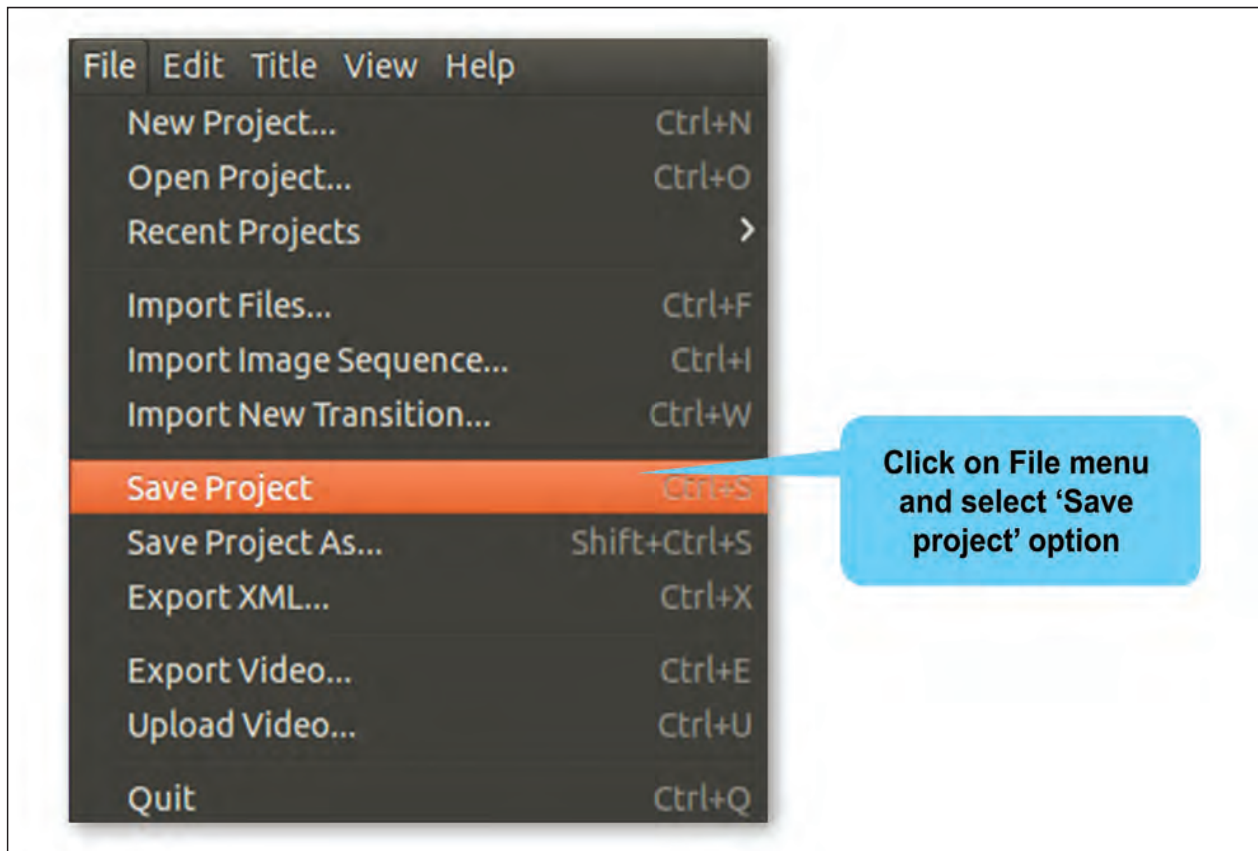 File Edit Title View Help
New Project... Ctrl+N
Open Project... Ctrl+O
Recent Projects
Import Files... Ctrl+F
Import Image Sequence... Ctrl+I
Import New Transition... Ctrl+W
Save Project Ctrl+S
Save Project As... Shift+Ctrl+S
Export XML... Ctrl+X
Export Video... Ctrl+E
Upload Video... Ctrl+U
Quit Ctrl+Q
Click on File menu
and select ‘Save
project’ option